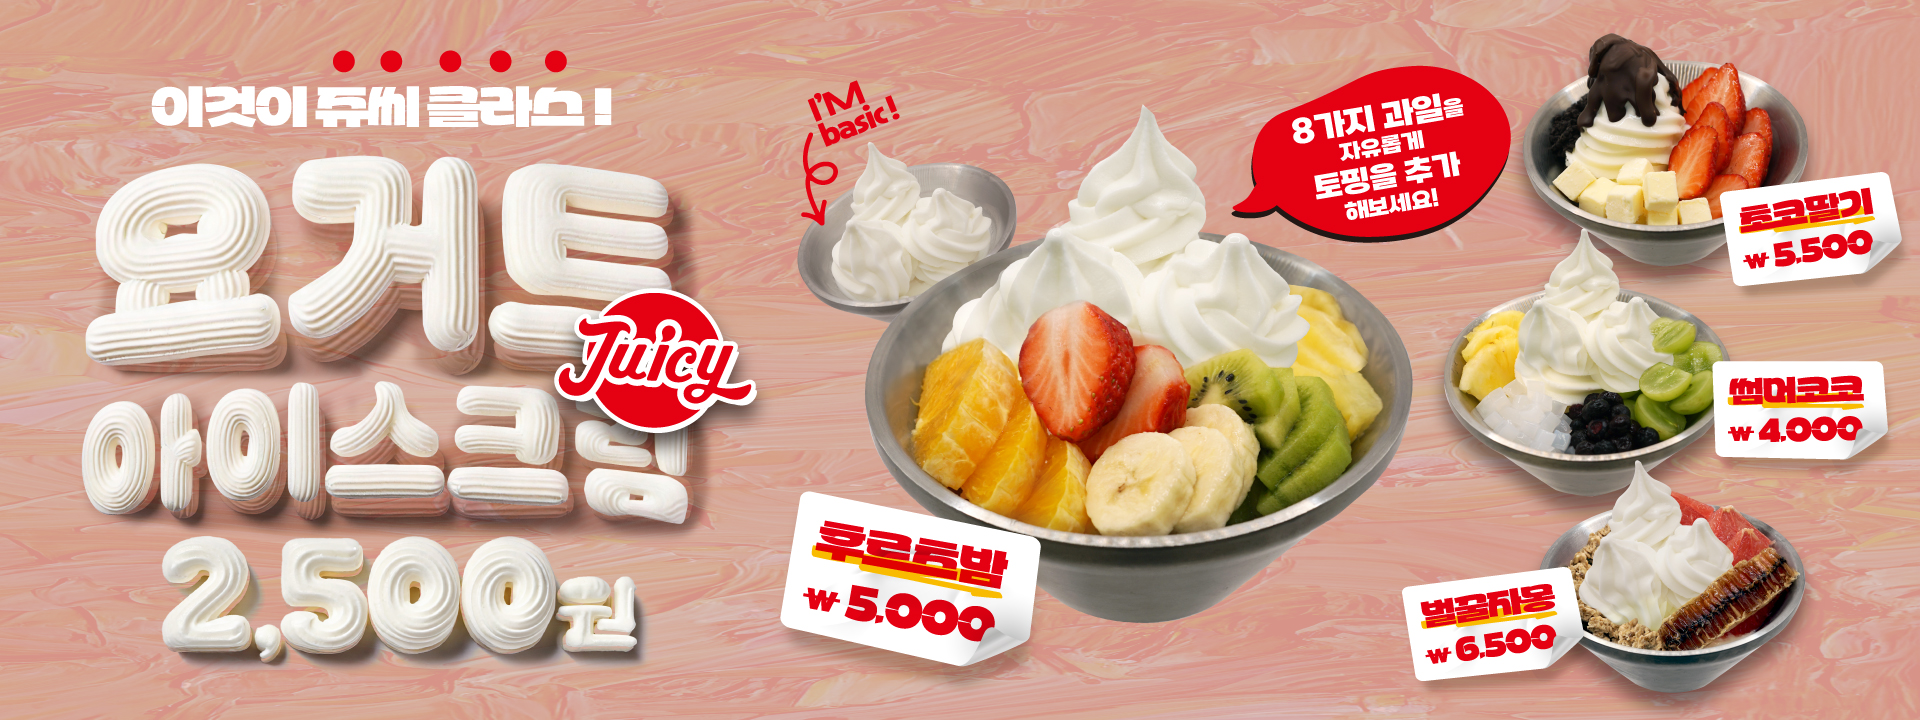 이것이 쥬씨 클라스!
요거트
Juicy
아이스크림
2,500원
I'M
basic!
8가지 과일을
자유롭게
토핑을 추가
해보세요!
후르츠밤
₩ 5,000
초코딸기
₩ 5,500
썸머코코
₩ 4,000
벌꿀자몽
₩ 6,500